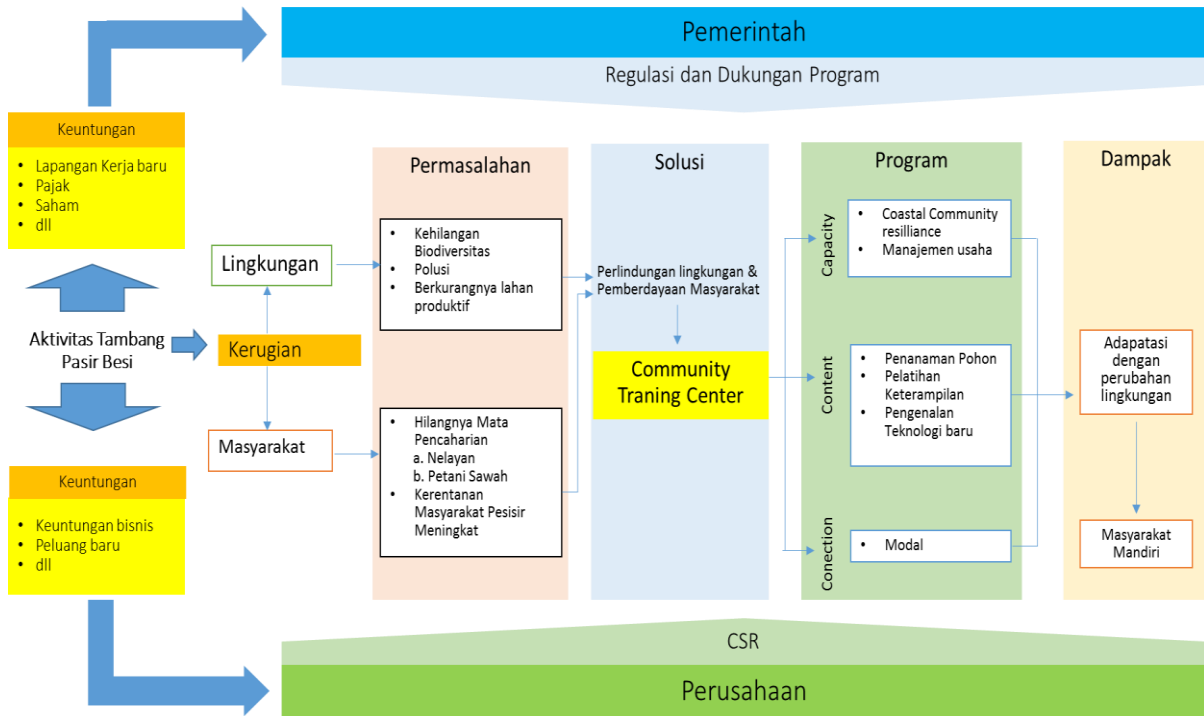 Pemerintah
Regulasi dan Dukungan Program
Keuntungan
• Lapangan Kerja baru
• Pajak
• Saham
• dll
Aktivitas Tambang
Pasir Besi
Keuntungan
• Keuntungan bisnis
• Peluang baru
• dll
Lingkungan
Kerugian
Masyarakat
Permasalahan
• Kehilangan
Biodiversitas
• Polusi
• Berkurangnya lahan
produktif
• Hilangnya Mata
Pencaharian
a. Nelayan
b. Petani Sawah
• Kerentanan
Masyarakat Pesisir
Meningkat
Solusi
Perlindungan lingkungan &
Pemberdayaan Masyarakat
Community
Traning Center
Program
Capacity
• Coastal Community
resilliance
• Manajemen usaha
Content
• Penanaman Pohon
• Pelatihan
Keterampilan
• Pengenalan
Teknologi baru
Conection
• Modal
Dampak
Adapatasi
dengan
perubahan
lingkungan
Masyarakat
Mandiri
CSR
Perusahaan